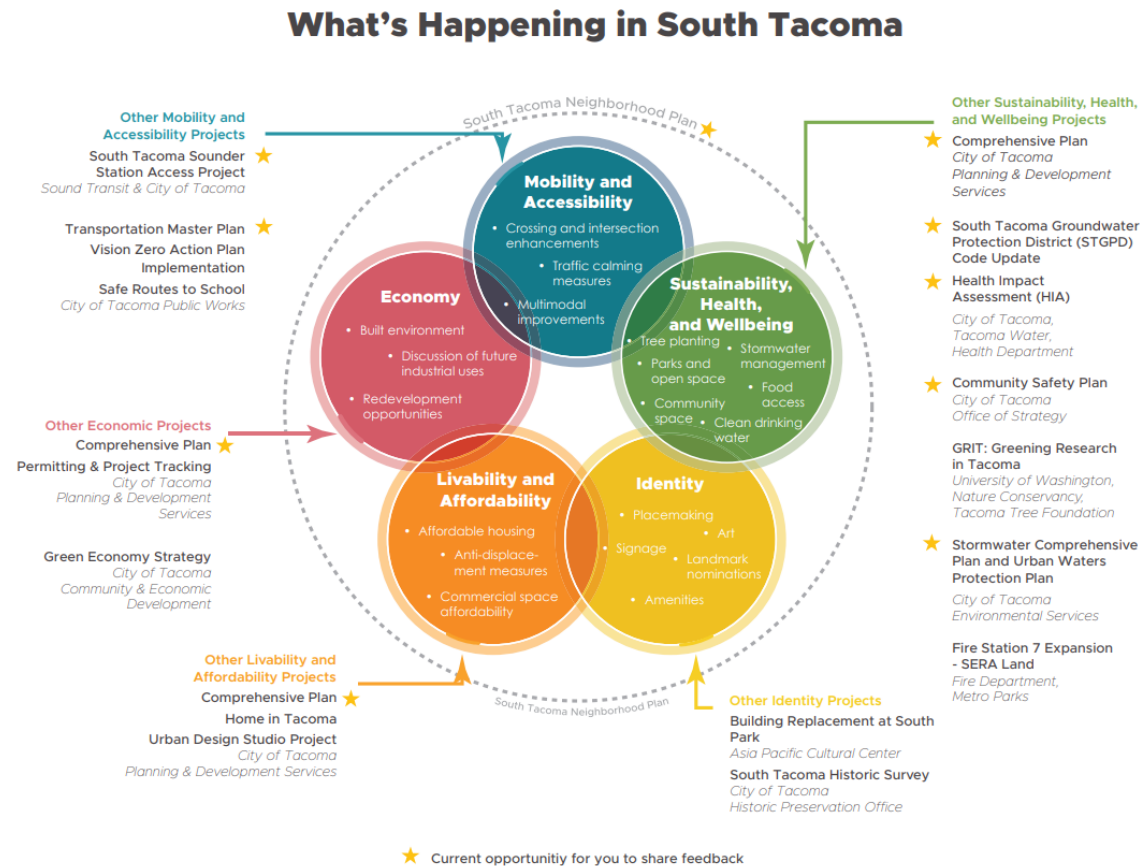 What's Happening in South Tacoma
South Tacoma Neighborhood Plan
Other Mobility and
Accessibility Projects
South Tacoma Sounder
Station Access Project
Sound Transit & City of Tacoma
Transportation Master Plan
Vision Zero Action Plan
Implementation
Safe Routes to School
City of Tacoma Public Works
Mobility and
Accessibility
• Crossing and intersection
enhancements
• Traffic calming
measures
• Multimodal
improvements
Other Sustainability, Health,
and Wellbeing Projects
Comprehensive Plan
City of Tacoma
Planning & Development
Services
South Tacoma Groundwater
Protection District (STGPD)
Code Update
Health Impact
Assessment (HIA)
City of Tacoma,
Tacoma Water,
Health Department
Community Safety Plan
City of Tacoma
Office of Strategy
GRIT: Greening Research
in Tacoma
University of Washington,
Nature Conservancy,
Tacoma Tree Foundation
Stormwater Comprehensive
Plan and Urban Waters
Protection Plan
City of Tacoma
Environmental Services
Fire Station 7 Expansion
- SERA Land
Fire Department,
Metro Parks
Economy
• Built environment
• Discussion of future
industrial uses
• Redevelopment
opportunities
Sustainability,
Health,
and Wellbeing
• Tree planting
• Stormwater
management
• Parks and
open space
• Food
access
• Community
space
• Clean drinking
water
Other Economic Projects
Comprehensive Plan
Permitting & Project Tracking
City of Tacoma
Planning & Development
Services
Green Economy Strategy
City of Tacoma
Community & Economic
Development
Livability and
Affordability
• Affordable housing
• Anti-displace-
ment measures
• Commercial space
affordability
Identity
• Placemaking
• Art
• Signage
• Landmark
nominations
• Amenities
Other Livability and
Affordability Projects
Comprehensive Plan
Home in Tacoma
Urban Design Studio Project
City of Tacoma
Planning & Development Services
South Tacoma Neighborhood Plan
Other Identity Projects
Building Replacement at South
Park
Asia Pacific Cultural Center
South Tacoma Historic Survey
City of Tacoma
Historic Preservation Office
Current opportunitiy for you to share feedback